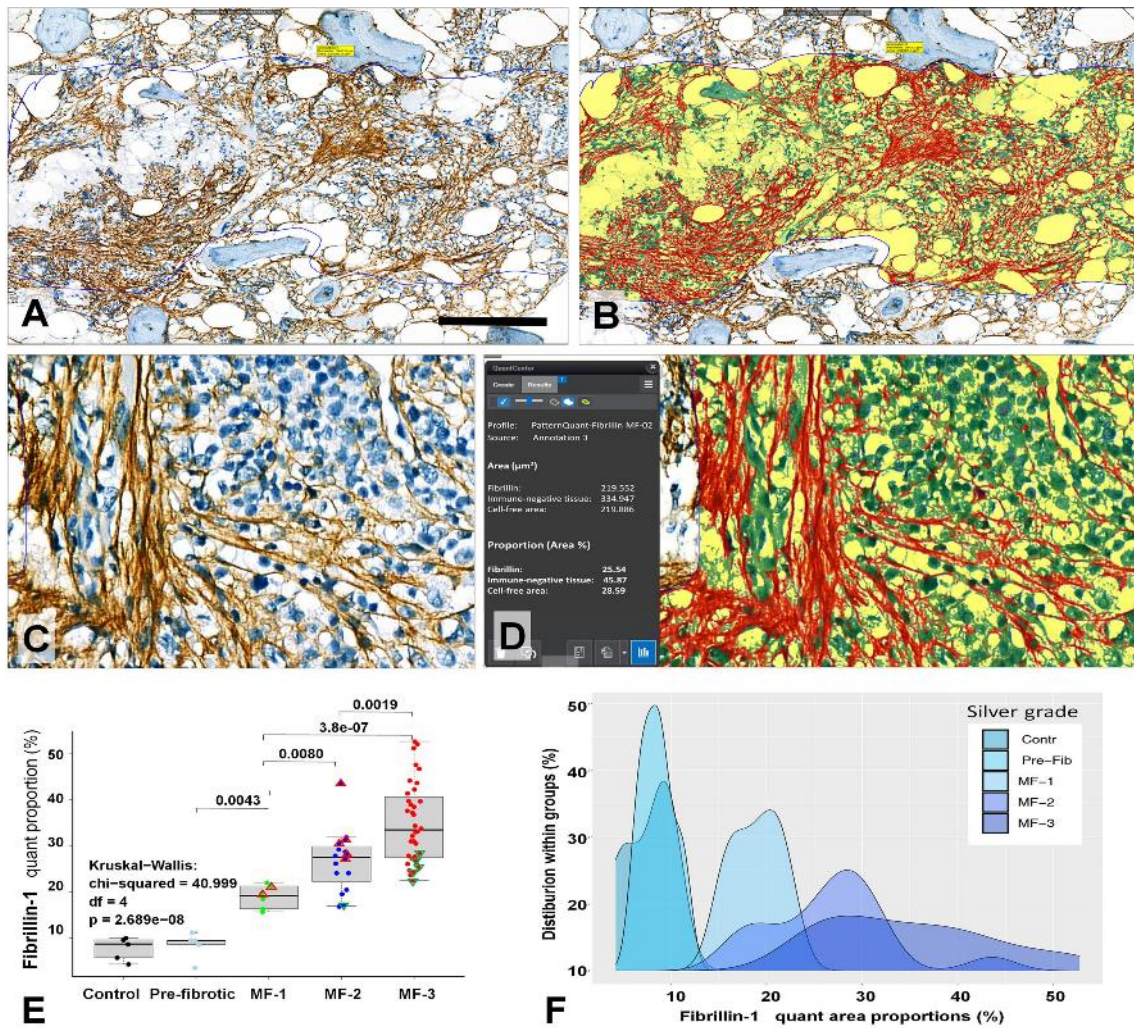 A
B
C
QuantCenter
Create Results
Profile: PatternQuant-Fibrillin MF-02
Source: Annotation 3
Area (µm²)
Fibrillin: 219.552
Immune-negative tissue: 334.947
Cell-free area: 219.886
Proportion (Area %)
Fibrillin: 25.54
Immune-negative tissue: 45.87
Cell-free area: 28.59
D
Fibrillin-1 quant proportion (%)
50
40
30
20
10
0.0019
3.8e-07
0.0080
0.0043
Kruskal-Wallis:
chi-squared = 40.999
df = 4
p = 2.689e-08
Control Pre-fibrotic MF-1 MF-2 MF-3
E
Distiburion within groups (%)
50
40
30
20
10
Silver grade
Contr
Pre-Fib
MF-1
MF-2
MF-3
10 20 30 40 50
Fibrillin-1 quant area proportions (%)
F